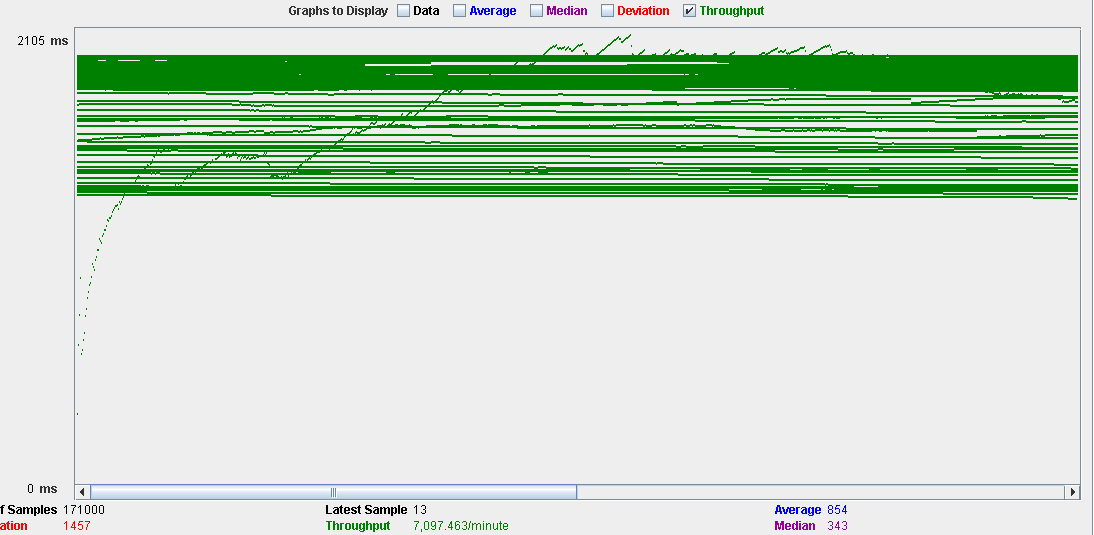 Graphs to Display Data Average Median Deviation Throughput
2105 ms
0 ms
f Samples 171000 Latest Sample 13 Average 854
ation 1457 Throughput 7,097.463/minute Median 343